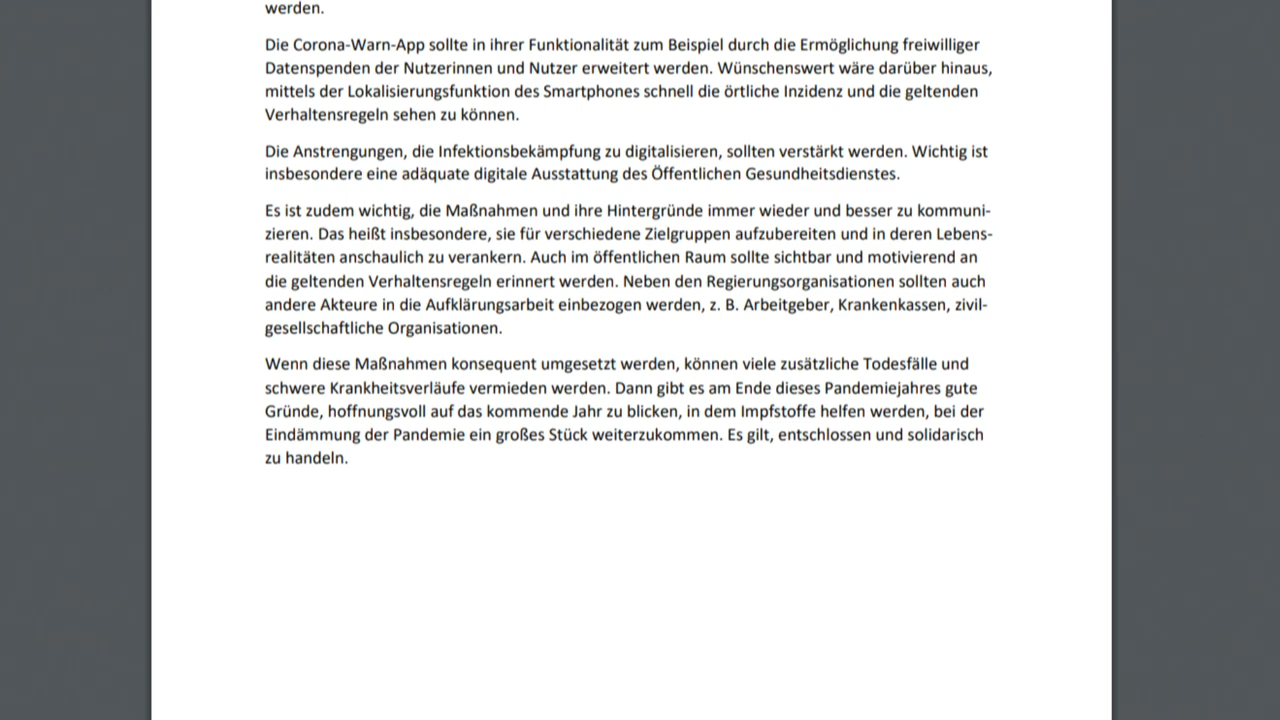 werden.
Die Corona-Warn-App sollte in ihrer Funktionalität zum Beispiel durch die Ermöglichung freiwilliger
Datenspenden der Nutzerinnen und Nutzer erweitert werden. Wünschenswert wäre darüber hinaus,
mittels der Lokalisierungsfunktion des Smartphones schnell die örtliche Inzidenz und die geltenden
Verhaltensregeln sehen zu können.
Die Anstrengungen, die Infektionsbekämpfung zu digitalisieren, sollten verstärkt werden. Wichtig ist
insbesondere eine adäquate digitale Ausstattung des Öffentlichen Gesundheitsdienstes.
Es ist zudem wichtig, die Maßnahmen und ihre Hintergründe immer wieder und besser zu kommuni-
zieren. Das heißt insbesondere, sie für verschiedene Zielgruppen aufzubereiten und in deren Lebens-
realitäten anschaulich zu verankern. Auch im öffentlichen Raum sollte sichtbar und motivierend an
die geltenden Verhaltensregeln erinnert werden. Neben den Regierungsorganisationen sollten auch
andere Akteure in die Aufklärungsarbeit einbezogen werden, z. B. Arbeitgeber, Krankenkassen, zivil-
gesellschaftliche Organisationen.
Wenn diese Maßnahmen konsequent umgesetzt werden, können viele zusätzliche Todesfälle und
schwere Krankheitsverläufe vermieden werden. Dann gibt es am Ende dieses Pandemiejahres gute
Gründe, hoffnungsvoll auf das kommende Jahr zu blicken, in dem Impfstoffe helfen werden, bei der
Eindämmung der Pandemie ein großes Stück weiterzukommen. Es gilt, entschlossen und solidarisch
zu handeln.